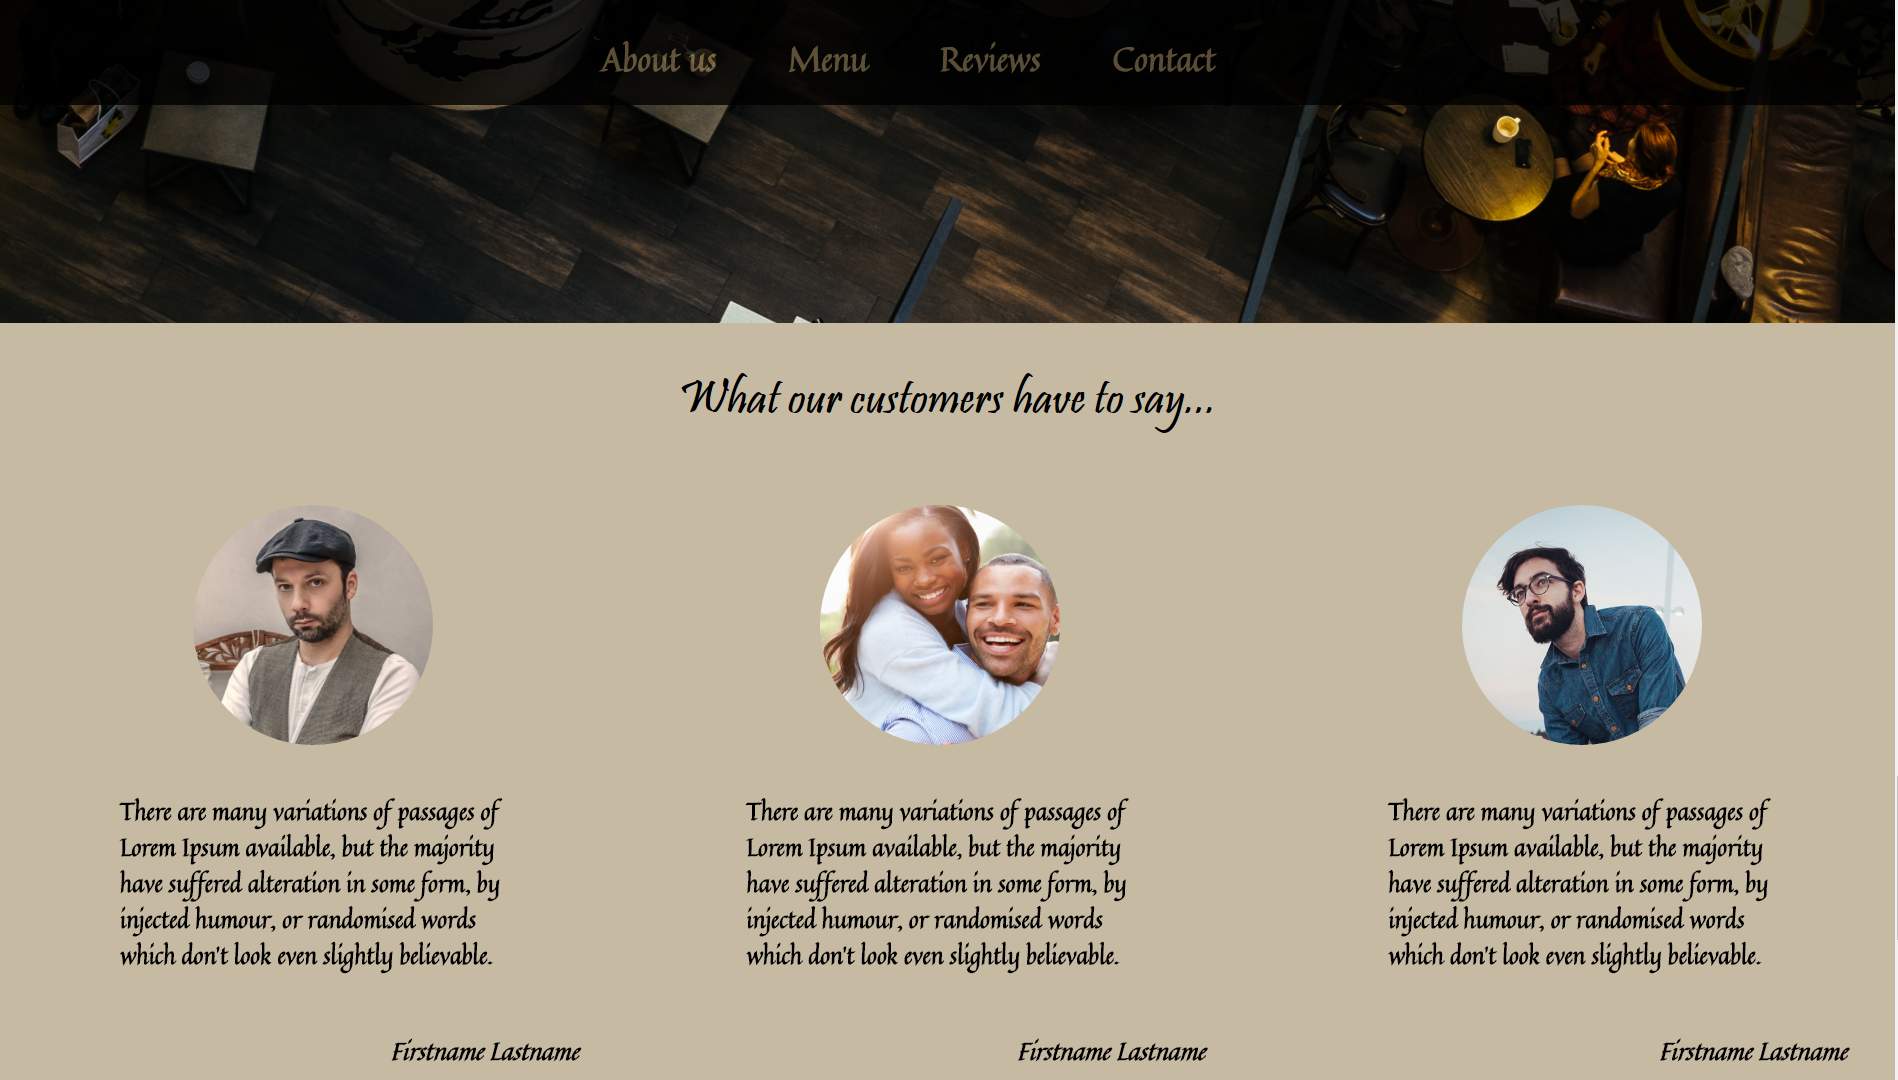 About us Menu Reviews Contact
What our customers have to say...
There are many variations of passages of
Lorem Ipsum available, but the majority
have suffered alteration in some form, by
injected humour, or randomised words
which don't look even slightly believable.
Firstname Lastname
There are many variations of passages of
Lorem Ipsum available, but the majority
have suffered alteration in some form, by
injected humour, or randomised words
which don't look even slightly believable.
Firstname Lastname
There are many variations of passages of
Lorem Ipsum available, but the majority
have suffered alteration in some form, by
injected humour, or randomised words
which don't look even slightly believable.
Firstname Lastname